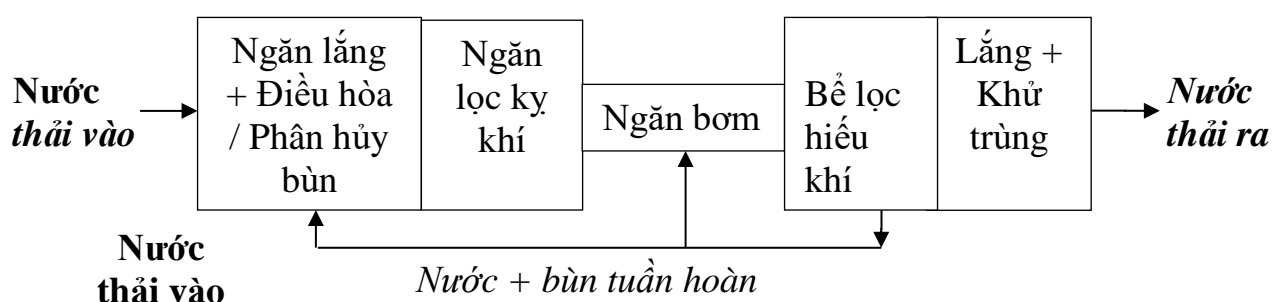 Nước
thải vào
Ngăn lắng
+ Điều hòa
/ Phân hủy
bùn
Ngăn
lọc kỵ
khí
Ngăn bơm
Bể lọc
hiếu
khí
Lắng +
Khử
trùng
Nước
thải ra
Nước
thải vào
Nước + bùn tuần hoàn